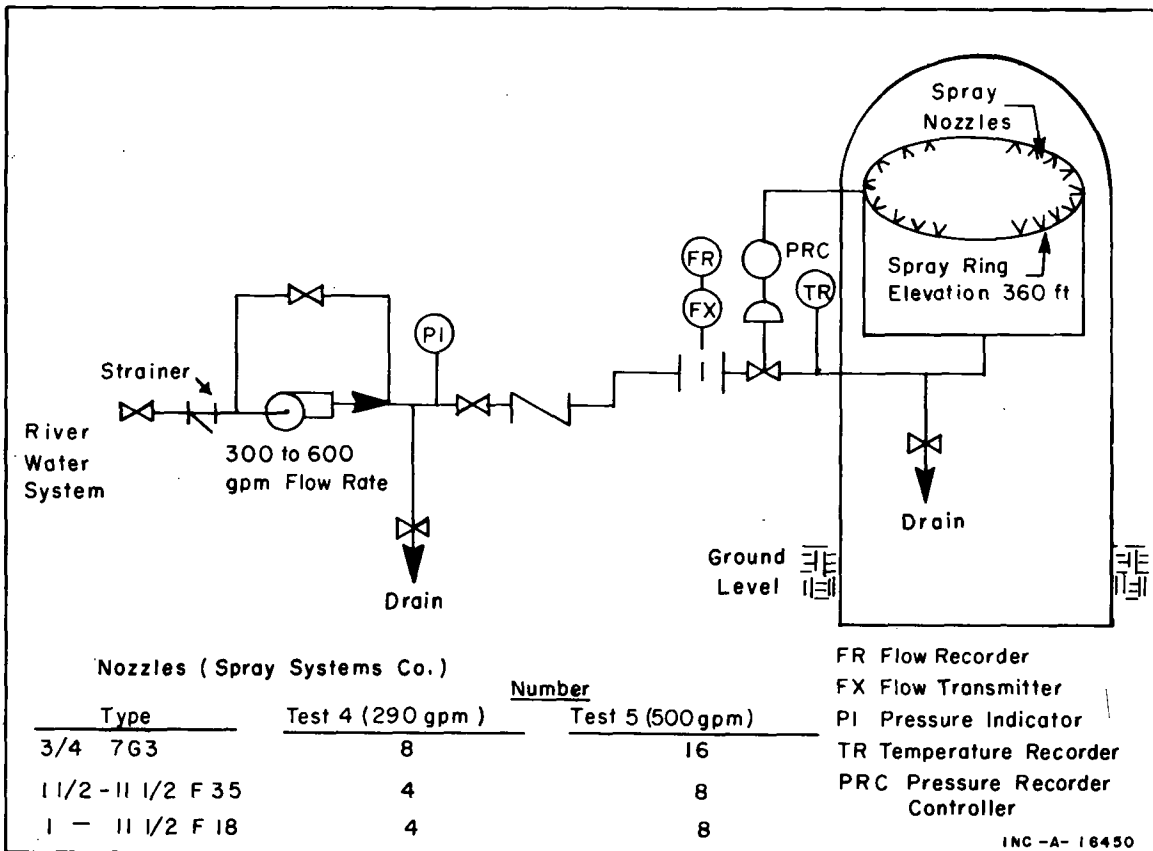 Spray
Nozzles
FR
PRC
FX
TR
Spray Ring
Elevation 360 ft
PI
Strainer
River
Water
System
300 to 600
gpm Flow Rate
Drain
Drain
Ground
Level
Nozzles (Spray Systems Co.)
Number
Type
Test 4 (290 gpm)
Test 5 (500 gpm)
3/4 7G3
8
16
1 1/2 - 11 1/2 F 35
4
8
1 - 11 1/2 F 18
4
8
FR Flow Recorder
FX Flow Transmitter
PI Pressure Indicator
TR Temperature Recorder
PRC Pressure Recorder
Controller
INC-A-16450